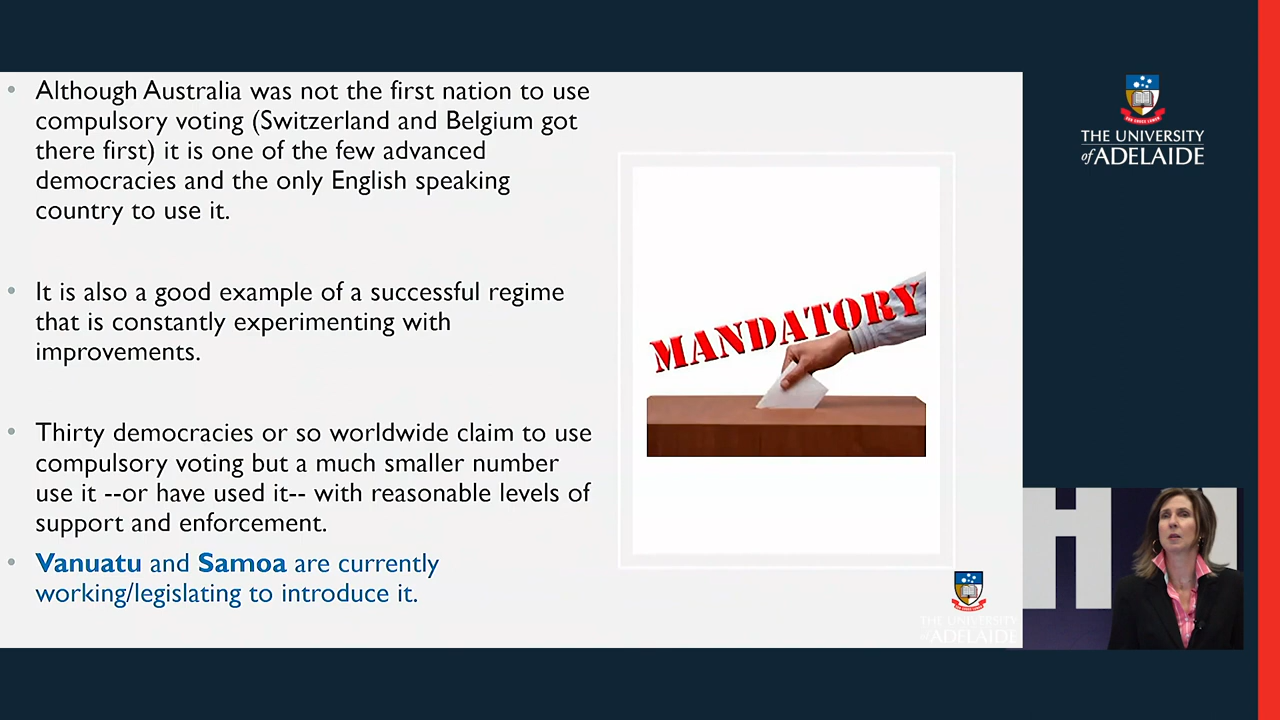 Although Australia was not the first nation to use
compulsory voting (Switzerland and Belgium got
there first) it is one of the few advanced
democracies and the only English speaking
country to use it.
It is also a good example of a successful regime
that is constantly experimenting with
improvements.
Thirty democracies or so worldwide claim to use
compulsory voting but a much smaller number
use it --or have used it-- with reasonable levels of
support and enforcement.
Vanuatu and Samoa are currently
working/legislating to introduce it.
MANDATORY
THE UNIVERSITY
of ADELAIDE
THE UNIVERSITY
of ADELAIDE
H